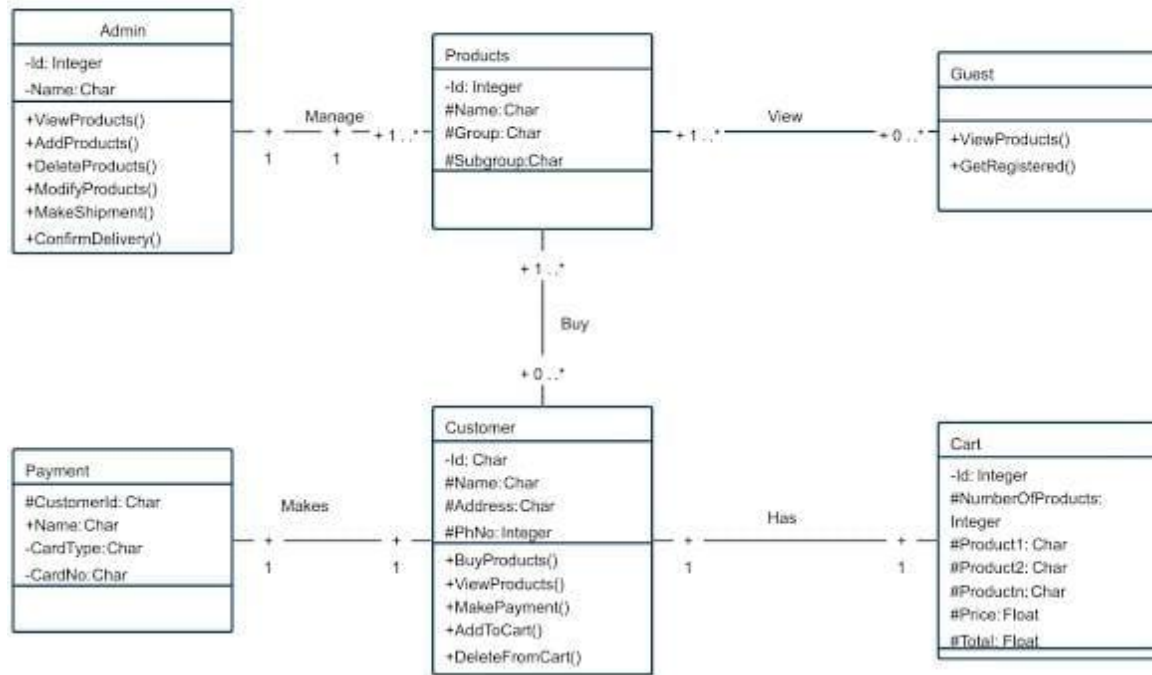 Admin
-Id: Integer
-Name: Char
+ViewProducts()
+AddProducts()
+DeleteProducts()
+ModifyProducts()
+MakeShipment()
+ConfirmDelivery()
Manage
+ + +1..*
1 1
Products
-Id: Integer
#Name: Char
#Group: Char
#Subgroup:Char
View
+1..* +0..*
Guest
+ViewProducts()
+GetRegistered()
+ 1 ..*
Buy
+ 0 ..*
Payment
#CustomerId: Char
+Name: Char
-CardType:Char
-CardNo:Char
Makes
+ +
1 1
Customer
-Id: Char
#Name: Char
#Address: Char
#PhNo: Integer
+BuyProducts()
+ViewProducts()
+MakePayment()
+AddToCart()
+DeleteFromCart()
Has
+ +
1 1
Cart
-Id: Integer
#NumberOfProducts:
Integer
#Product1: Char
#Product2: Char
#Productn: Char
#Price: Float
#Total: Float